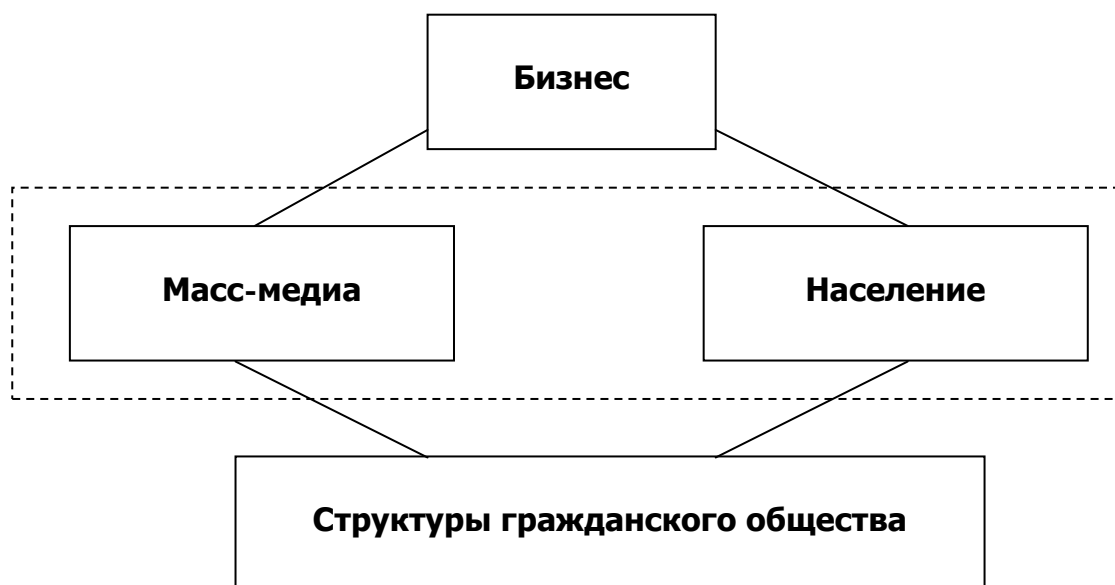 Бизнес
Масс-медиа
Население
Структуры гражданского общества